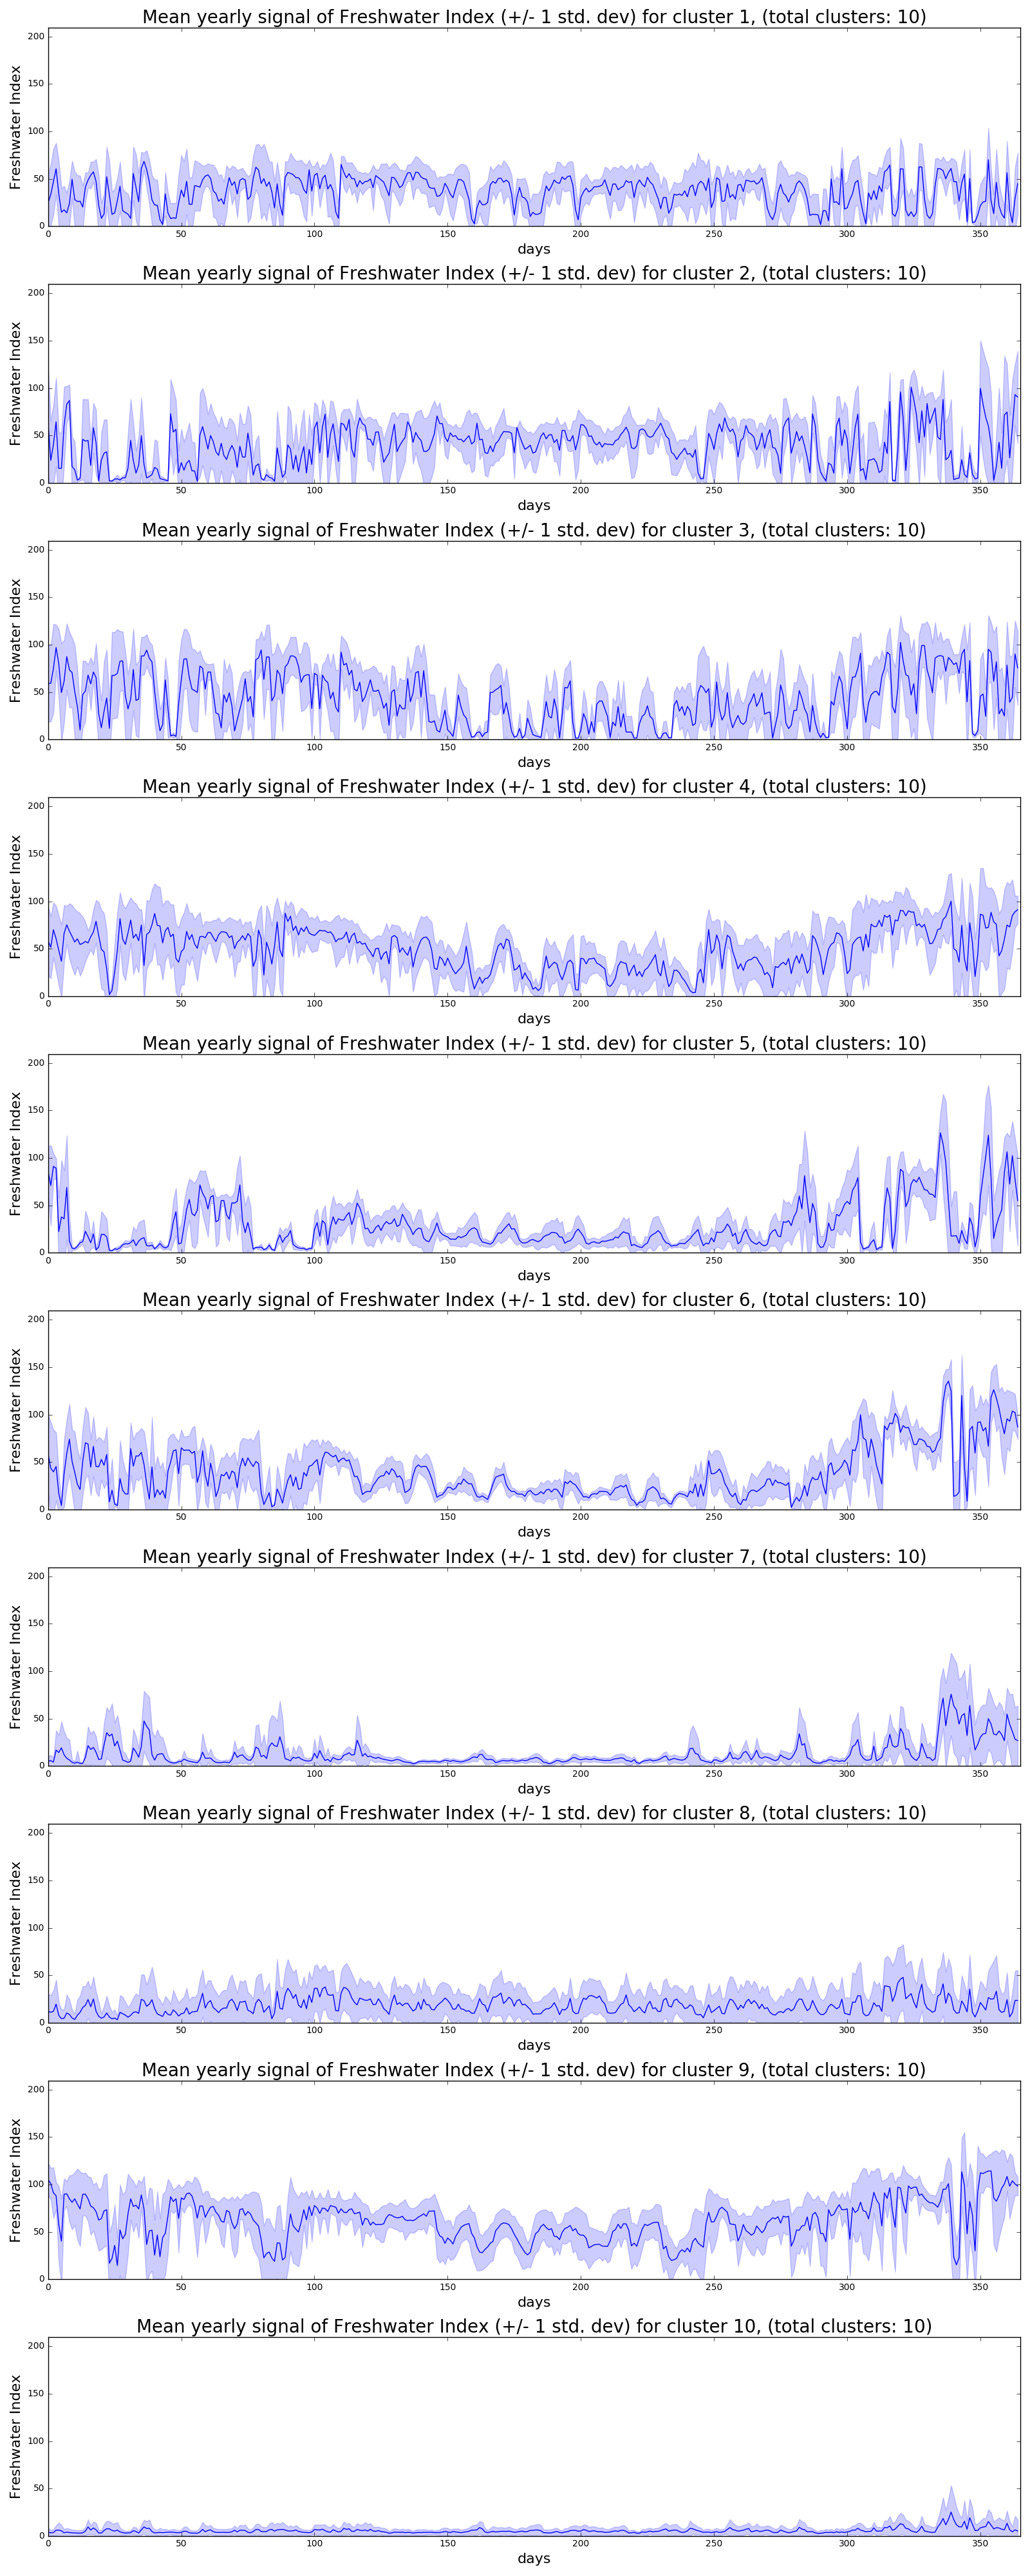 Mean yearly signal of Freshwater Index (+/- 1 std. dev) for cluster 1, (total clusters: 10)
200
150
100
50
0
Freshwater Index
0 50 100 150 200 250 300 350
days
Mean yearly signal of Freshwater Index (+/- 1 std. dev) for cluster 2, (total clusters: 10)
200
150
100
50
0
Freshwater Index
0 50 100 150 200 250 300 350
days
Mean yearly signal of Freshwater Index (+/- 1 std. dev) for cluster 3, (total clusters: 10)
200
150
100
50
0
Freshwater Index
0 50 100 150 200 250 300 350
days
Mean yearly signal of Freshwater Index (+/- 1 std. dev) for cluster 4, (total clusters: 10)
200
150
100
50
0
Freshwater Index
0 50 100 150 200 250 300 350
days
Mean yearly signal of Freshwater Index (+/- 1 std. dev) for cluster 5, (total clusters: 10)
200
150
100
50
0
Freshwater Index
0 50 100 150 200 250 300 350
days
Mean yearly signal of Freshwater Index (+/- 1 std. dev) for cluster 6, (total clusters: 10)
200
150
100
50
0
Freshwater Index
0 50 100 150 200 250 300 350
days
Mean yearly signal of Freshwater Index (+/- 1 std. dev) for cluster 7, (total clusters: 10)
200
150
100
50
0
Freshwater Index
0 50 100 150 200 250 300 350
days
Mean yearly signal of Freshwater Index (+/- 1 std. dev) for cluster 8, (total clusters: 10)
200
150
100
50
0
Freshwater Index
0 50 100 150 200 250 300 350
days
Mean yearly signal of Freshwater Index (+/- 1 std. dev) for cluster 9, (total clusters: 10)
200
150
100
50
0
Freshwater Index
0 50 100 150 200 250 300 350
days
Mean yearly signal of Freshwater Index (+/- 1 std. dev) for cluster 10, (total clusters: 10)
200
150
100
50
0
Freshwater Index
0 50 100 150 200 250 300 350
days